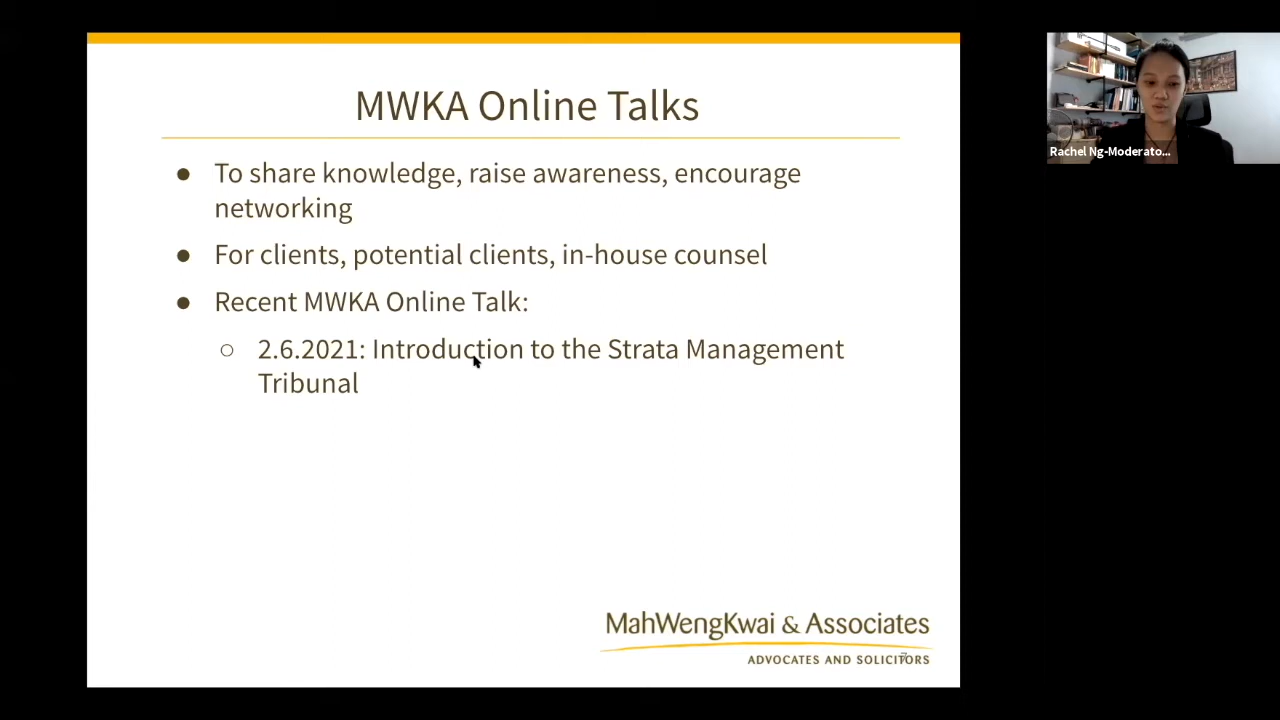 MWKA Online Talks
● To share knowledge, raise awareness, encourage
networking
● For clients, potential clients, in-house counsel
● Recent MWKA Online Talk:
○ 2.6.2021: Introduction to the Strata Management
Tribunal
MahWengKwai & Associates
ADVOCATES AND SOLICITORS
7
Rachel Ng-Moderato...